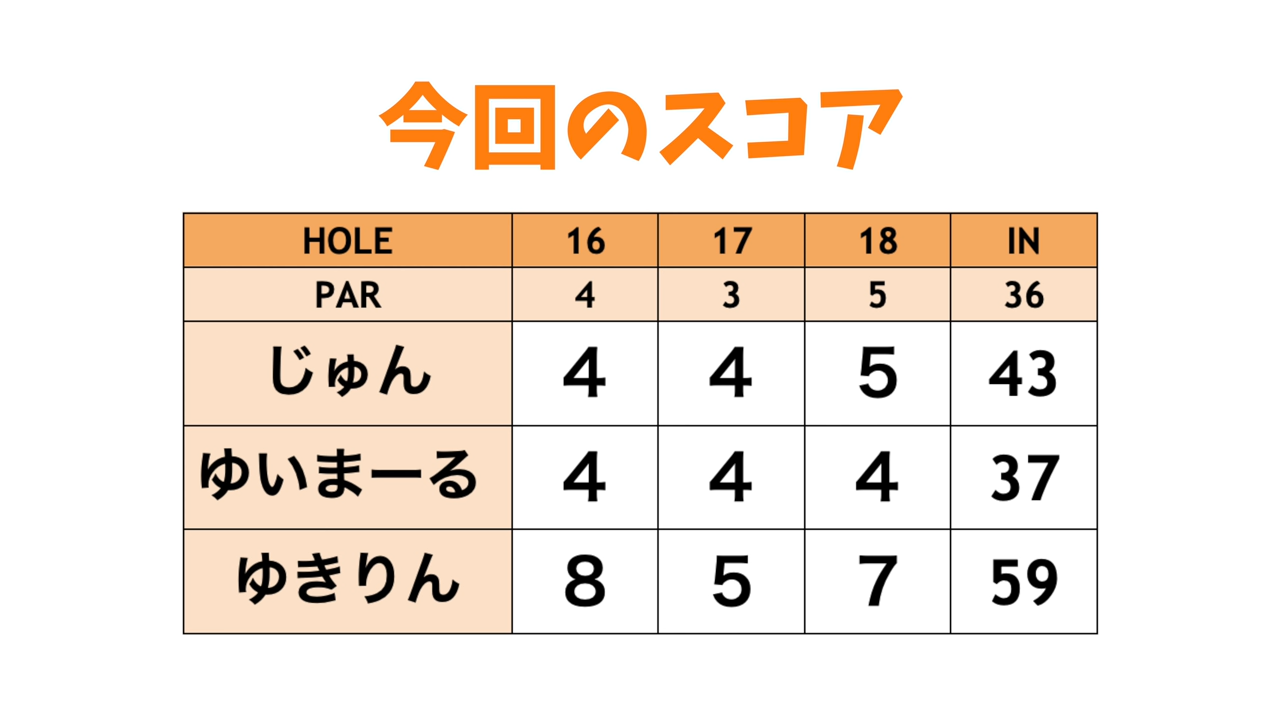 今回のスコア
HOLE 16 17 18 IN
PAR 4 3 5 36
じゅん 4 4 5 43
ゆいまーる 4 4 4 37
ゆきりん 8 5 7 59